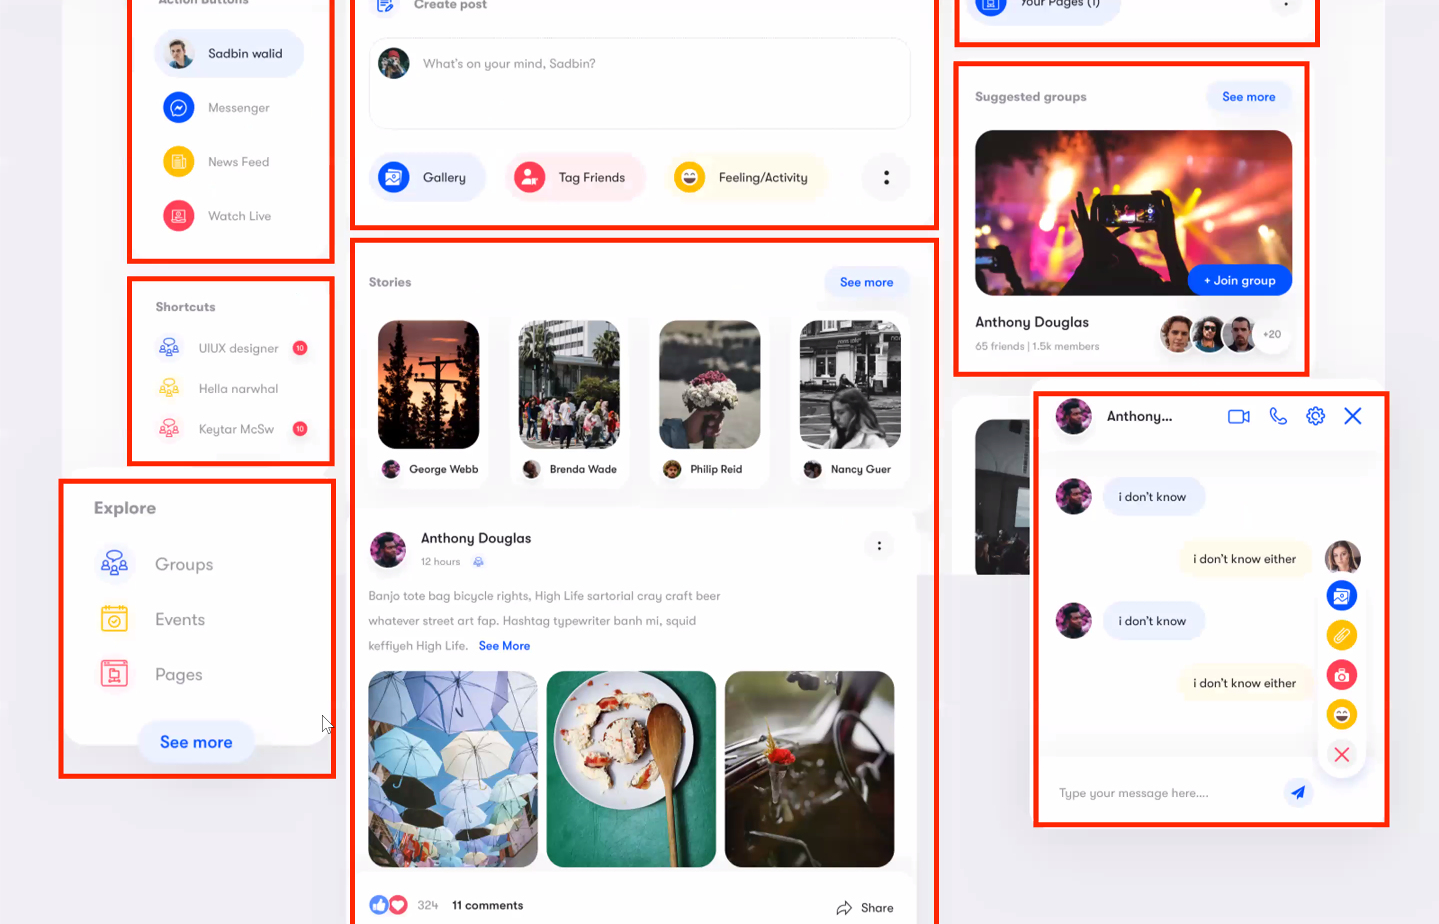 Action Buttons
Sadbin walid
Messenger
News Feed
Watch Live
Shortcuts
UIUX designer 10
Hella narwhal
Keytar McSw 10
Explore
Groups
Events
Pages
See more
Create post
What's on your mind, Sadbin?
Gallery
Tag Friends
Feeling/Activity
Stories
See more
George Webb
Brenda Wade
Philip Reid
Nancy Guer
Anthony Douglas
12 hours
Banjo tote bag bicycle rights, High Life sartorial cray craft beer
whatever street art fap. Hashtag typewriter banh mi, squid
keffiyeh High Life. See More
324 11 comments
Share
Your Pages (1)
Suggested groups
See more
+ Join group
Anthony Douglas
65 friends | 1.5k members
+20
Anthony...
i don't know
i don't know either
i don't know
i don't know either
Type your message here....